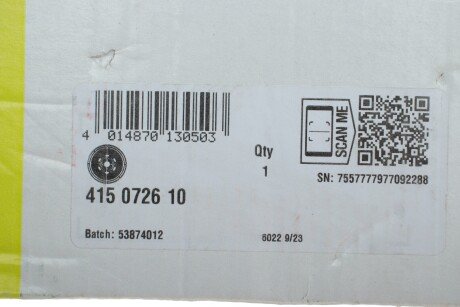 4 014870 130503
Qty
1
SCAN ME
SN: 7557777977092288
415 0726 10
Batch: 53874012
6022 9/23